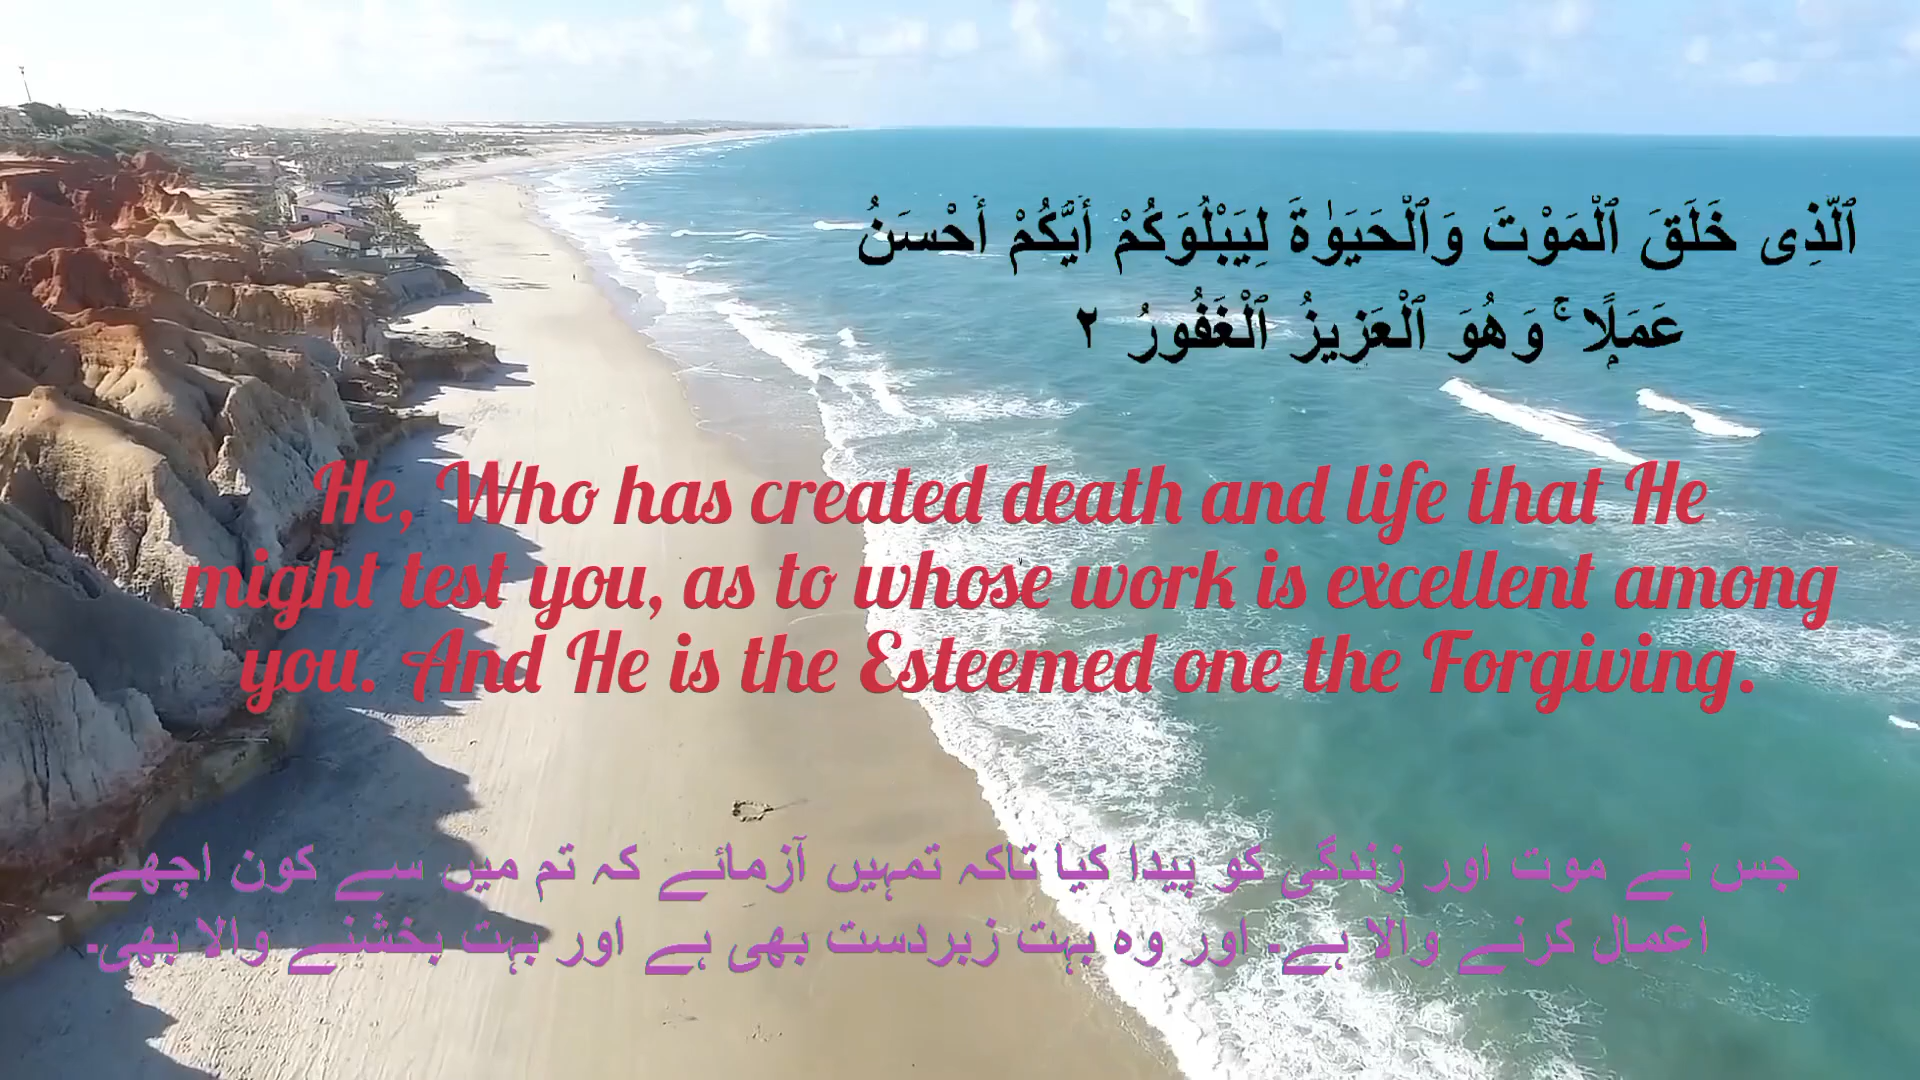 ٱلَّذِى خَلَقَ ٱلْمَوْتَ وَٱلْحَيَوٰةَ لِيَبْلُوَكُمْ أَيُّكُمْ أَحْسَنُ
عَمَلًۭا ۚ وَهُوَ ٱلْعَزِيزُ ٱلْغَفُورُ ٢
He, Who has created death and life that He
might test you, as to whose work is excellent among
you. And He is the Esteemed one the Forgiving.
جس نے موت اور زندگی کو پیدا کیا تاکہ تمہیں آزمائے کہ تم میں سے کون اچھے
اعمال کرنے والا ہے۔ اور وہ بہت زبردست بھی ہے اور بہت بخشنے والا بھی۔